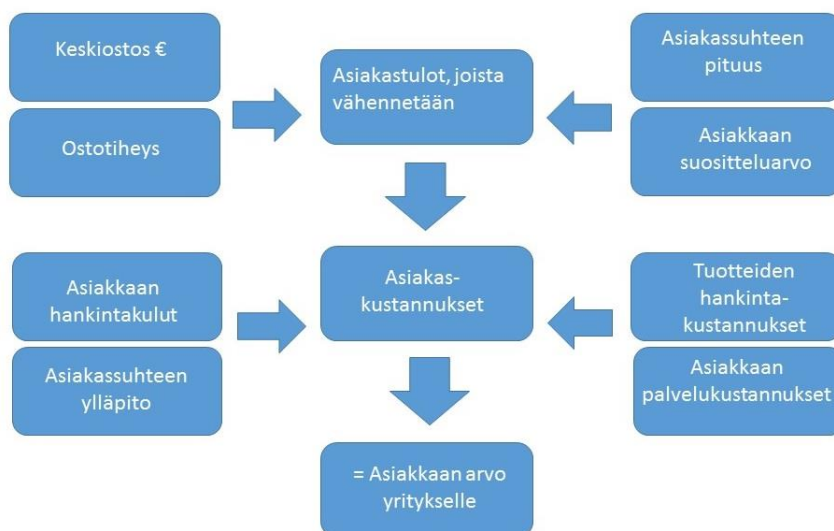 Keskiostos €
Ostotiheys
Asiakastulot, joista
vähennetään
Asiakassuhteen
pituus
Asiakkaan
suositteluarvo
Asiakkaan
hankintakulut
Asiakassuhteen
ylläpito
Asiakas-
kustannukset
Tuotteiden
hankinta-
kustannukset
Asiakkaan
palvelukustannukset
= Asiakkaan arvo
yritykselle